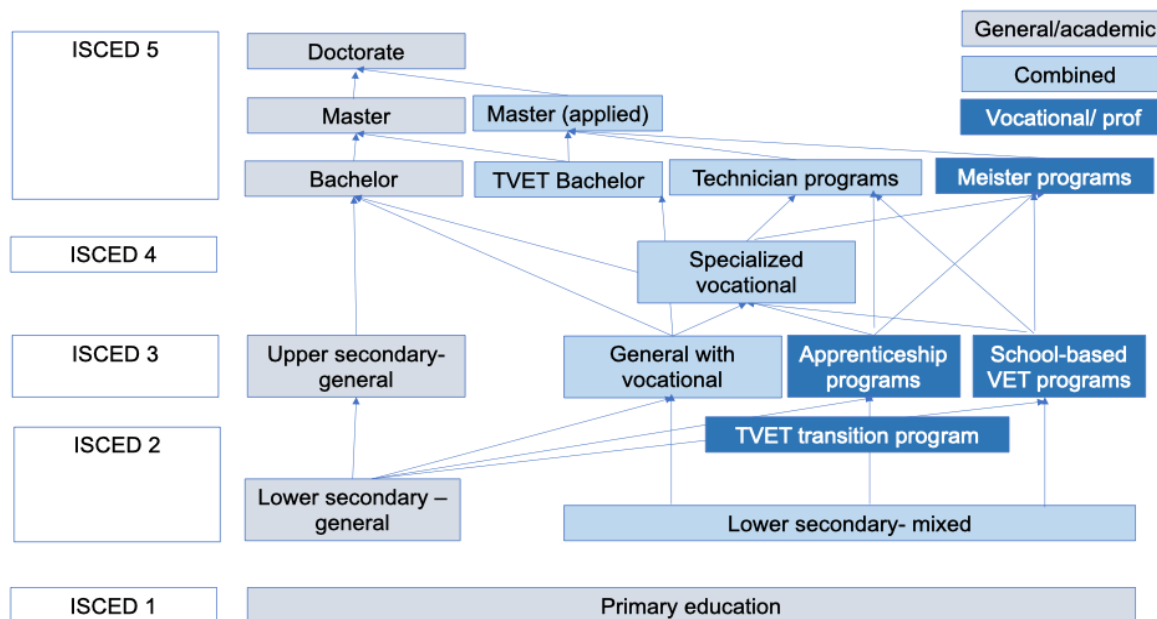 ISCED 5
Doctorate
General/academic
Combined
Master
Master (applied)
Vocational/ prof
Bachelor
TVET Bachelor
Technician programs
Meister programs
ISCED 4
Specialized
vocational
ISCED 3
Upper secondary-
general
General with
vocational
Apprenticeship
programs
School-based
VET programs
ISCED 2
TVET transition program
Lower secondary –
general
Lower secondary- mixed
ISCED 1
Primary education